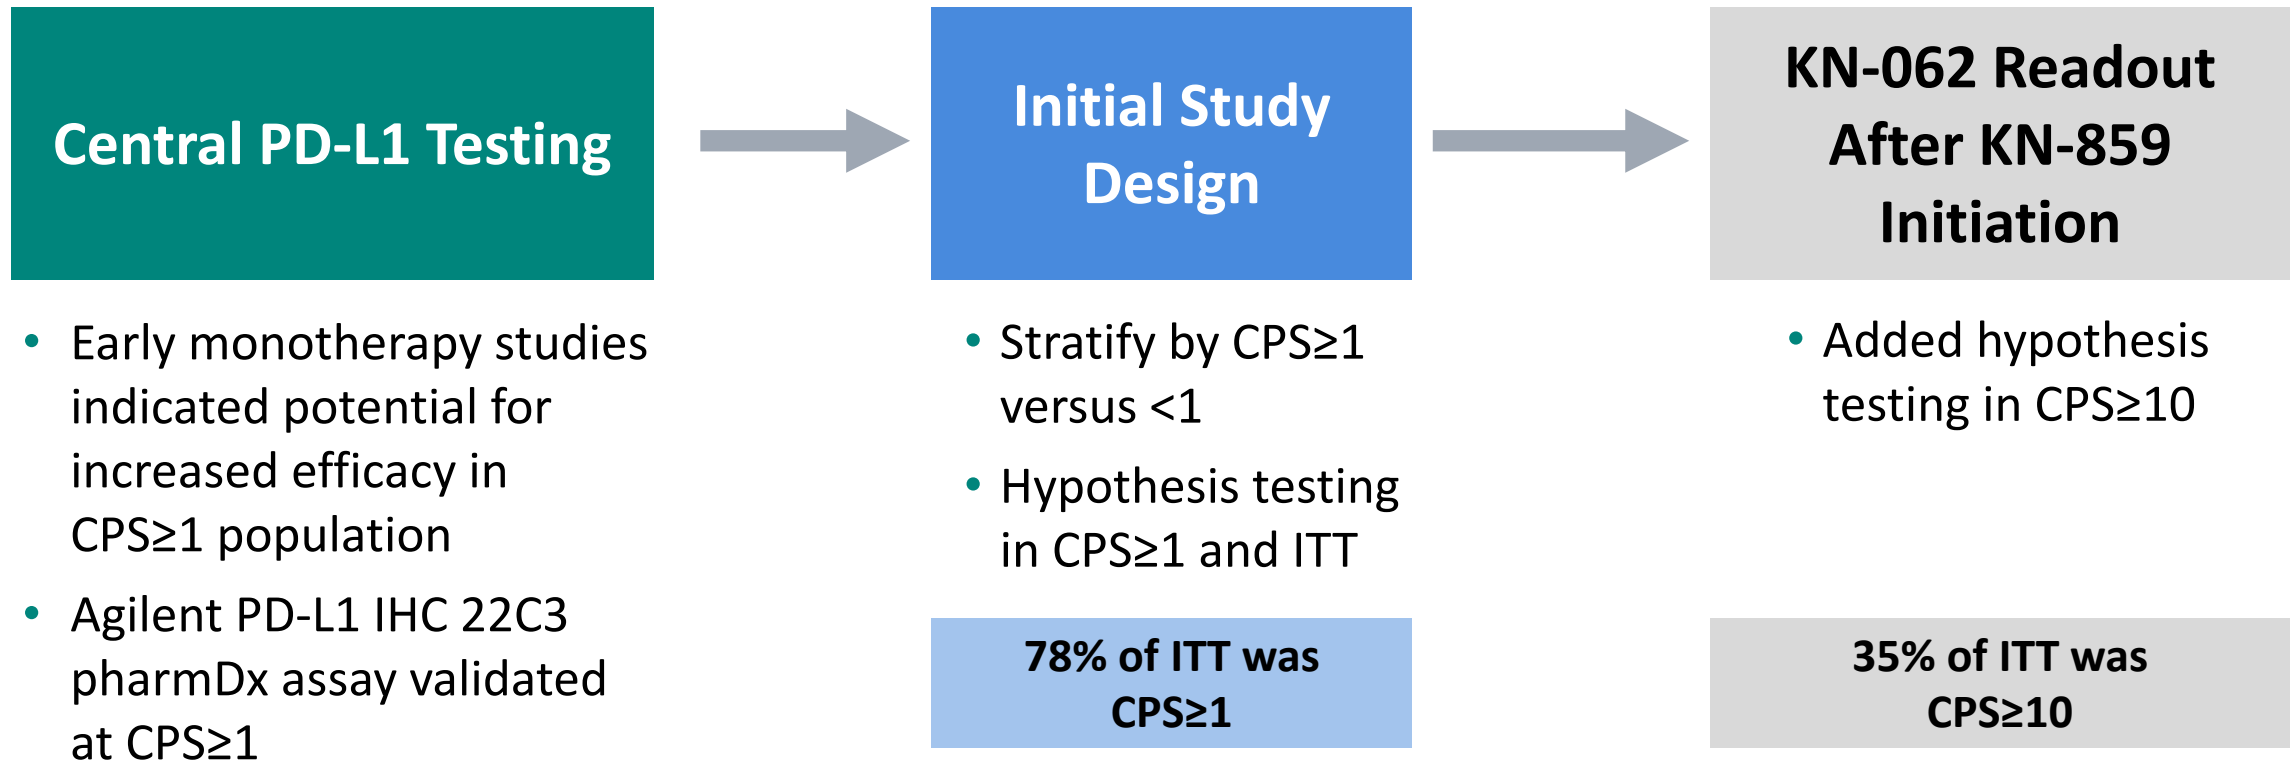 Central PD-L1 Testing
• Early monotherapy studies
indicated potential for
increased efficacy in
CPS≥1 population
• Agilent PD-L1 IHC 22C3
pharmDx assay validated
at CPS≥1
Initial Study
Design
• Stratify by CPS≥1
versus <1
• Hypothesis testing
in CPS≥1 and ITT
78% of ITT was
CPS≥1
KN-062 Readout
After KN-859
Initiation
• Added hypothesis
testing in CPS≥10
35% of ITT was
CPS≥10